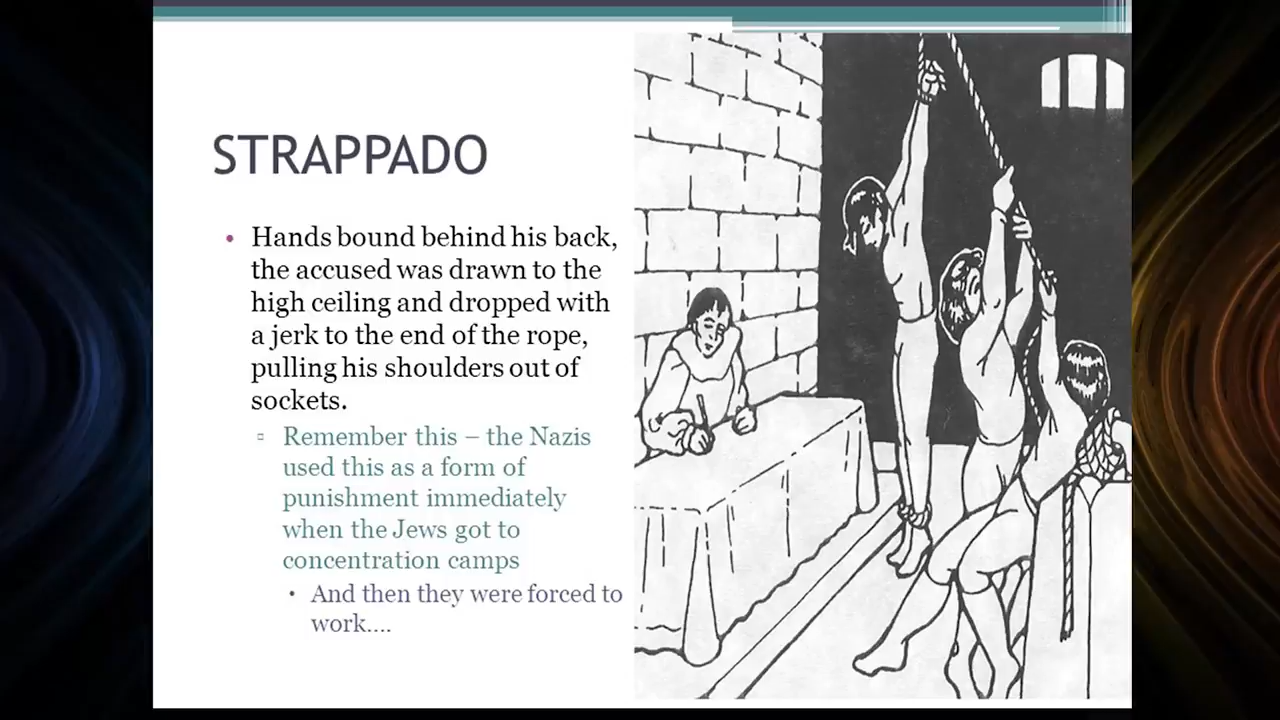 STRAPPADO
• Hands bound behind his back,
the accused was drawn to the
high ceiling and dropped with
a jerk to the end of the rope,
pulling his shoulders out of
sockets.
▫ Remember this – the Nazis
used this as a form of
punishment immediately
when the Jews got to
concentration camps
• And then they were forced to
work....